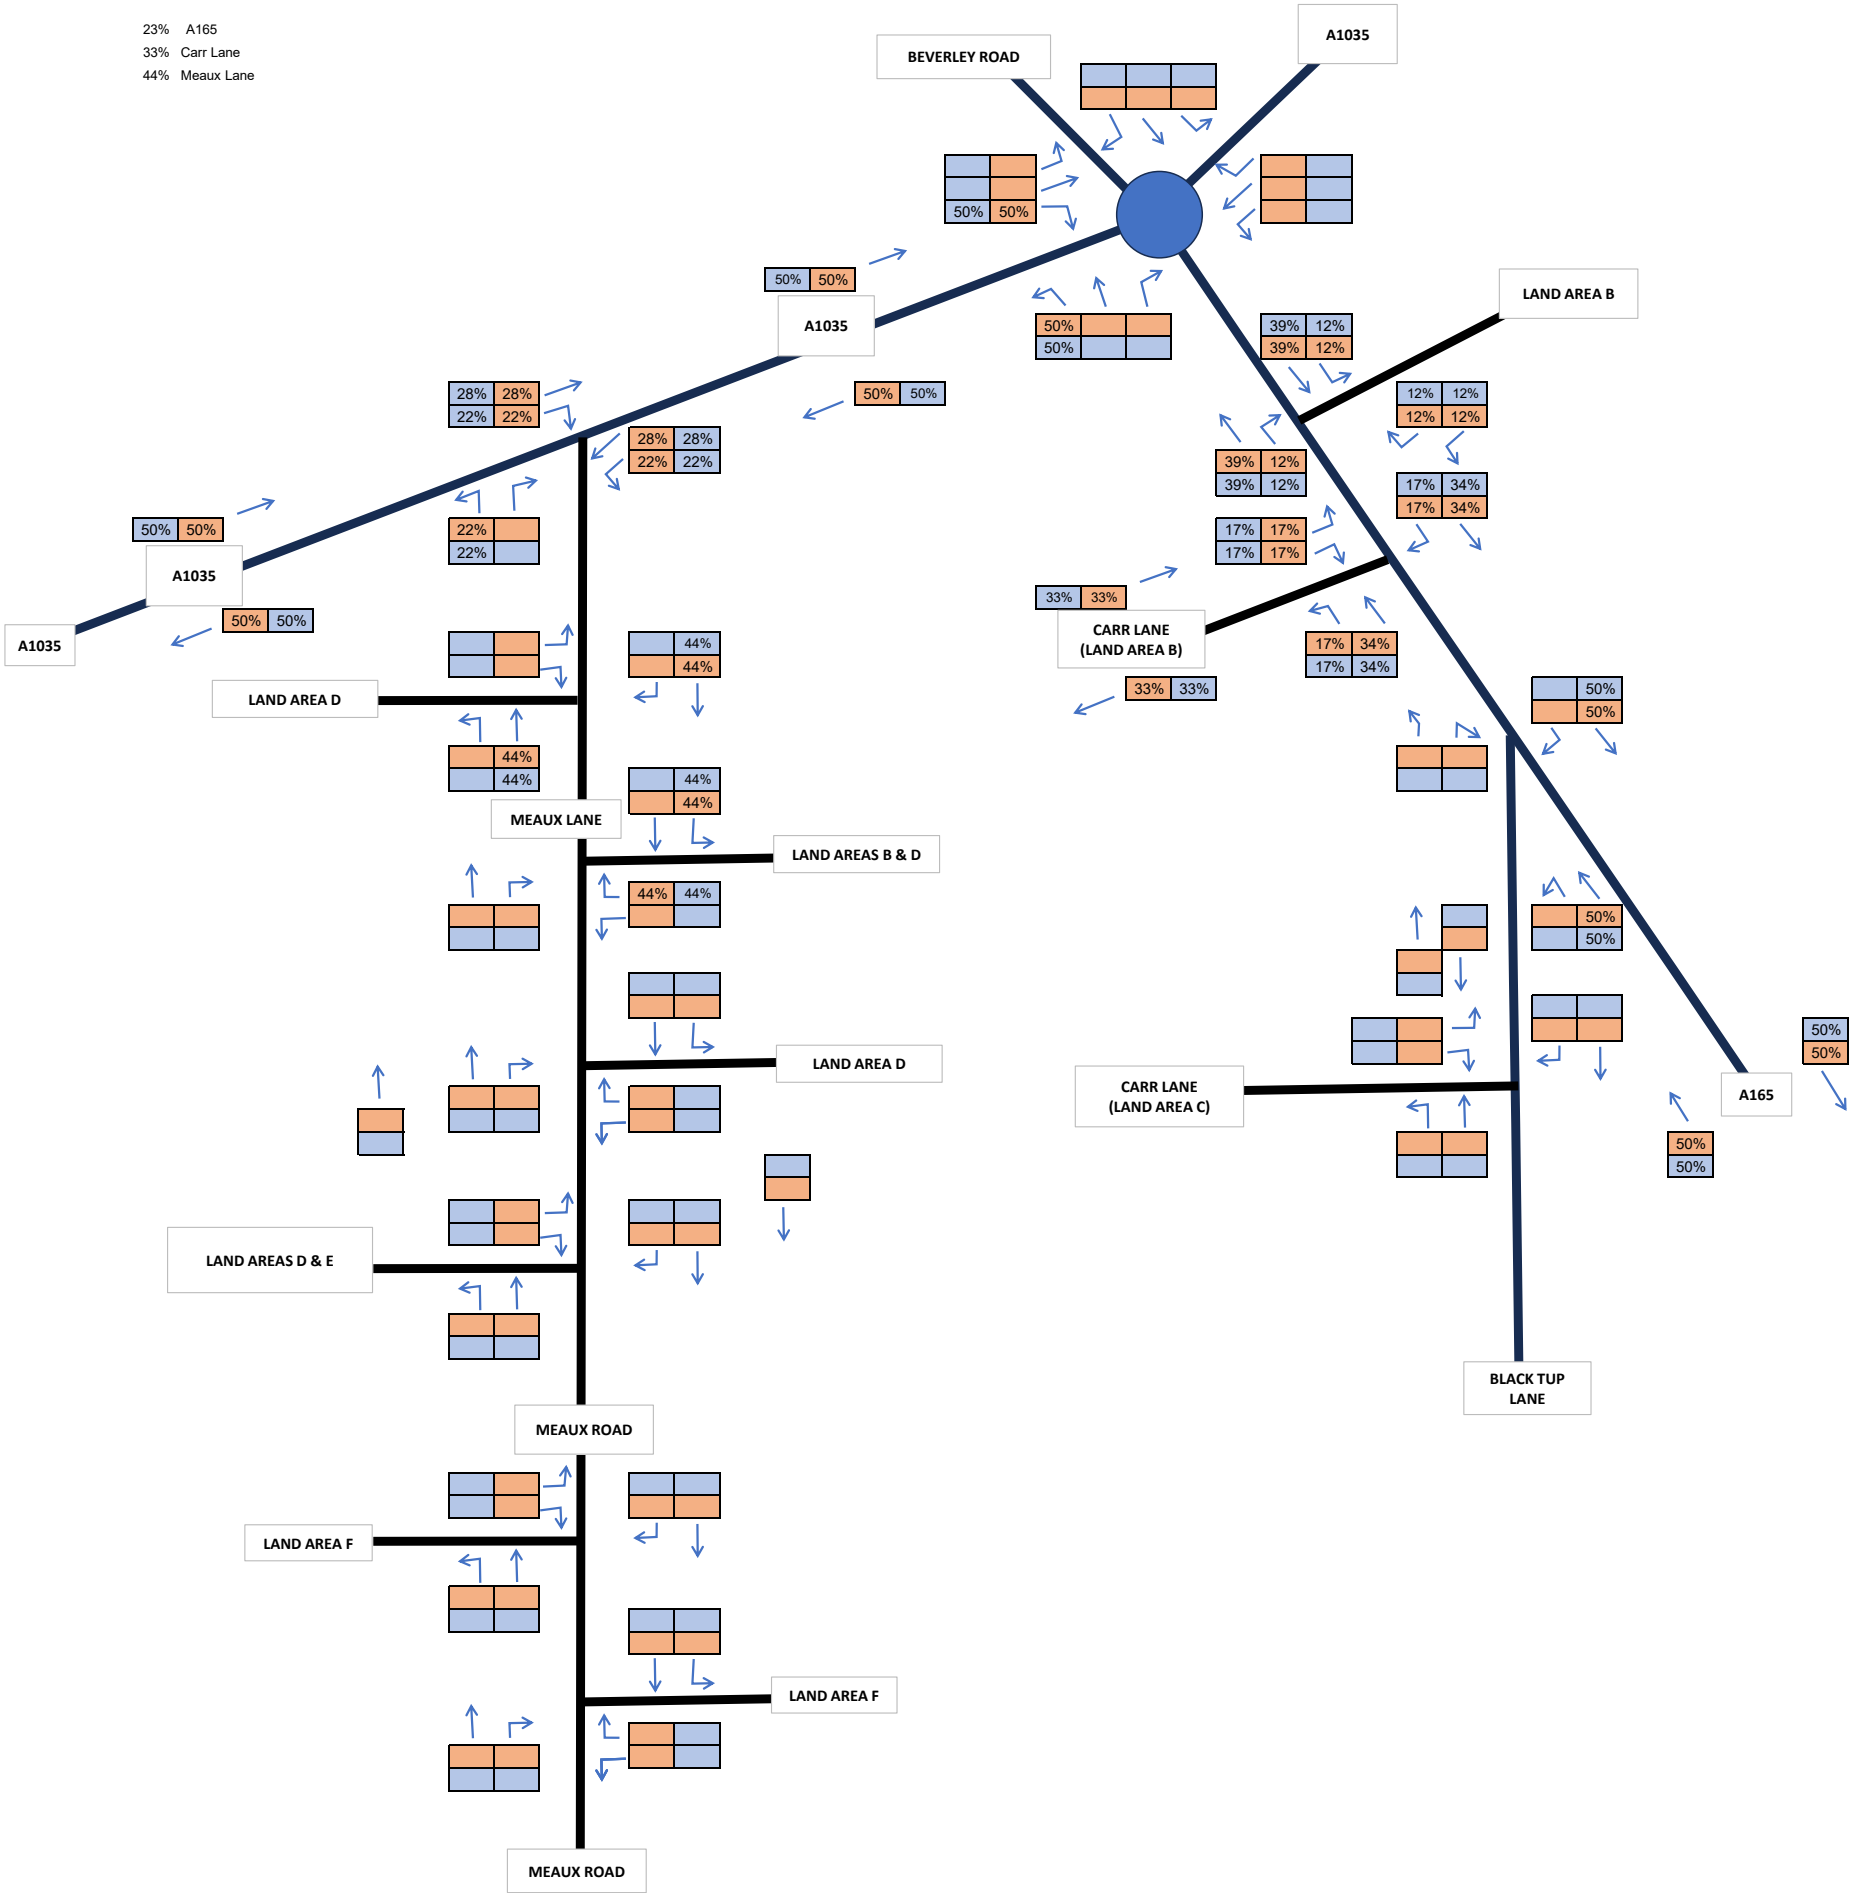 23% A165
33% Carr Lane
44% Meaux Lane
A1035
BEVERLEY ROAD
50% 50%
50% 50%
A1035
LAND AREA B
50%
50%
39% 12%
39% 12%
28% 28%
22% 22%
50% 50%
12% 12%
12% 12%
28% 28%
22% 22%
39% 12%
39% 12%
17% 34%
17% 34%
50% 50%
22%
22%
17% 17%
17% 17%
A1035
33% 33%
50% 50%
A1035
CARR LANE
(LAND AREA B)
44%
44%
17% 34%
17% 34%
LAND AREA D
33% 33%
50%
50%
44%
44%
44%
44%
MEAUX LANE
LAND AREAS B & D
44% 44%
50%
50%
50%
50%
LAND AREA D
CARR LANE
(LAND AREA C)
A165
50%
50%
LAND AREAS D & E
BLACK TUP
LANE
MEAUX ROAD
LAND AREA F
LAND AREA F
MEAUX ROAD